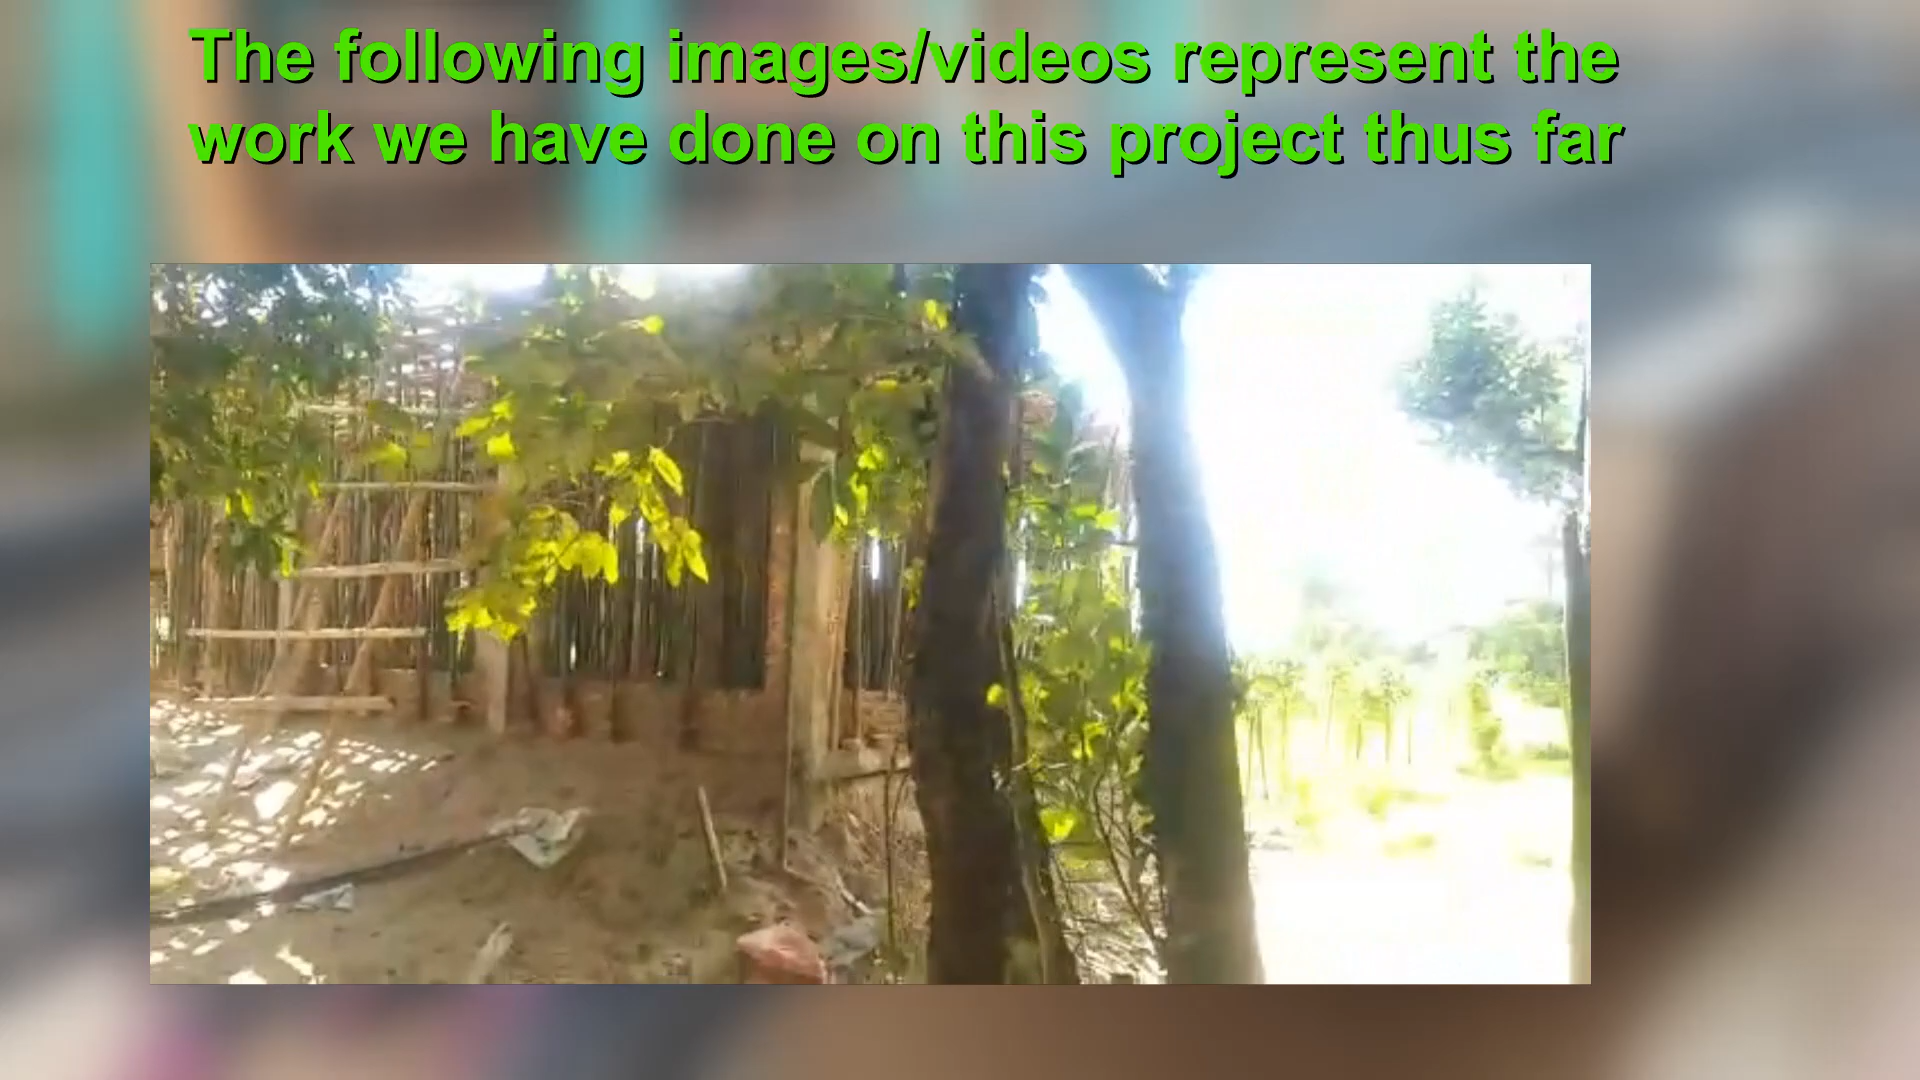 The following images/videos represent the
work we have done on this project thus far